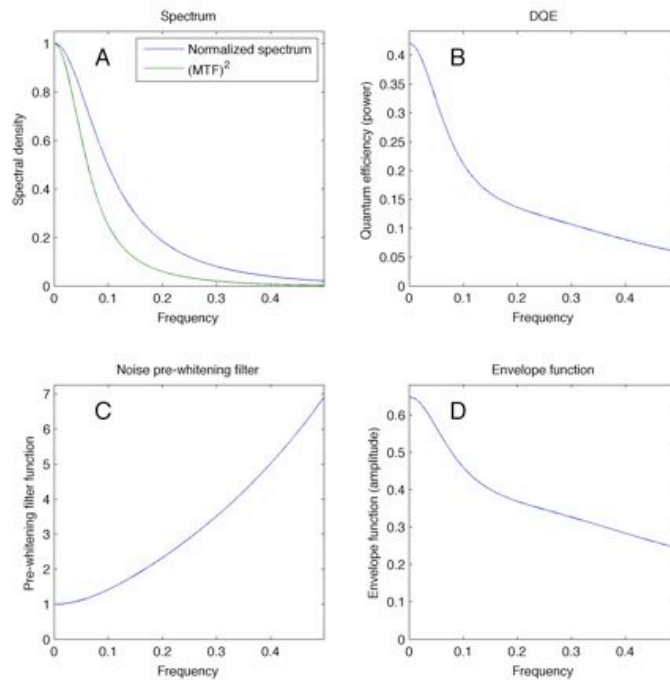 Spectrum
A
Normalized spectrum
(MTF)²
Spectral density
1
0.8
0.6
0.4
0.2
0
0 0.1 0.2 0.3 0.4 0.5
Frequency
DQE
B
Quantum efficiency (power)
0.4
0.35
0.3
0.25
0.2
0.15
0.1
0.05
0
0 0.1 0.2 0.3 0.4
Frequency
Noise pre-whitening filter
C
Pre-whitening filter function
7
6
5
4
3
2
1
0
0 0.1 0.2 0.3 0.4
Frequency
Envelope function
D
Envelope function (amplitude)
0.6
0.5
0.4
0.3
0.2
0.1
0
0 0.1 0.2 0.3 0.4
Frequency